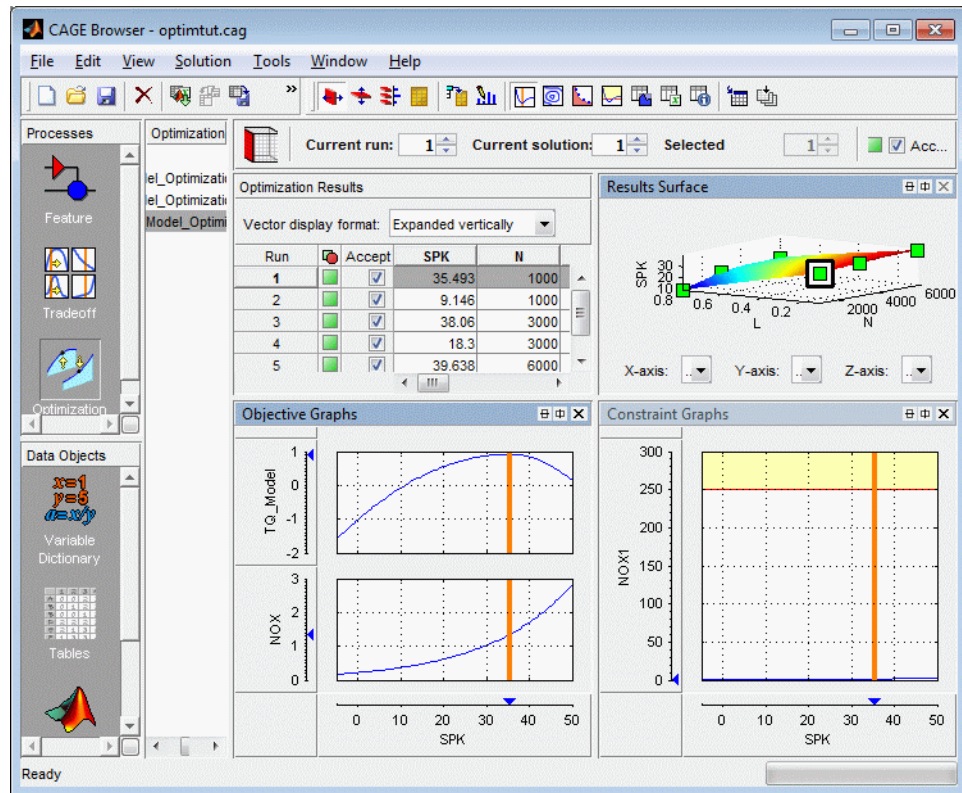 CAGE Browser - optimtut.cag
File Edit View Solution Tools Window Help
»
Processes
Feature
Tradeoff
Optimization
Data Objects
x=1
y=5
a=x/y
Variable
Dictionary
Tables
Optimization
el_Optimizati
el_Optimizati
Model_Optimi
Current run: 1 Current solution: 1 Selected 1 Acc...
Optimization Results
Vector display format: Expanded vertically
Run Accept SPK N
1 35.493 1000
2 9.146 1000
3 38.06 3000
4 18.3 3000
5 39.638 6000
Results Surface
SPK
30
20
10
0.8 0.6 0.4 0.2
L
2000 4000 6000
N
X-axis: .. Y-axis: .. Z-axis: ..
Objective Graphs
TQ_Model
1
0
-1
-2
NOX
3
2
1
0
0 10 20 30 40 50
SPK
Constraint Graphs
NOX1
300
250
200
150
100
50
0
0 10 20 30 40 50
SPK
Ready